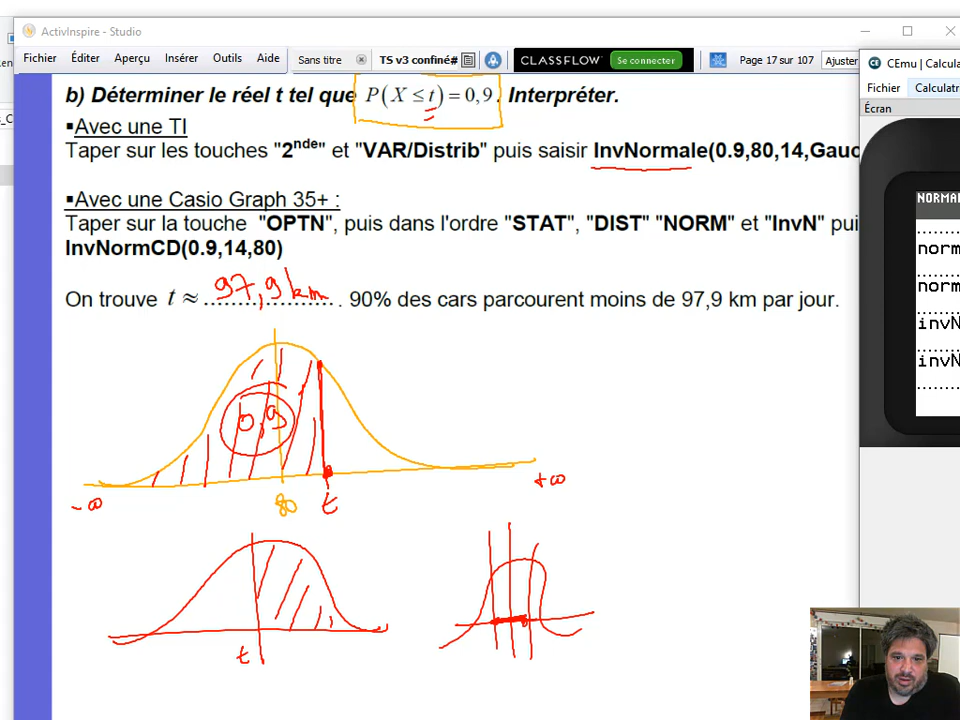 ActivInspire - Studio
Fichier Éditer Aperçu Insérer Outils Aide Sans titre TS v3 confiné# CLASSFLOW Se connecter Page 17 sur 107 Ajuster
CEmu | Calcula
Fichier Calculatr
Écran
b) Déterminer le réel t tel que P(X ≤ t) = 0,9 . Interpréter.
▪Avec une TI
Taper sur les touches "2nde" et "VAR/Distrib" puis saisir InvNormale(0.9,80,14,Gauc
▪Avec une Casio Graph 35+ :
Taper sur la touche "OPTN", puis dans l'ordre "STAT", "DIST" "NORM" et "InvN" pui
InvNormCD(0.9,14,80)
On trouve t ≈ 97,9 km . 90% des cars parcourent moins de 97,9 km par jour.
NORMAL
norm
norm
invN
invN
0,9
-∞ 80 t +∞
t